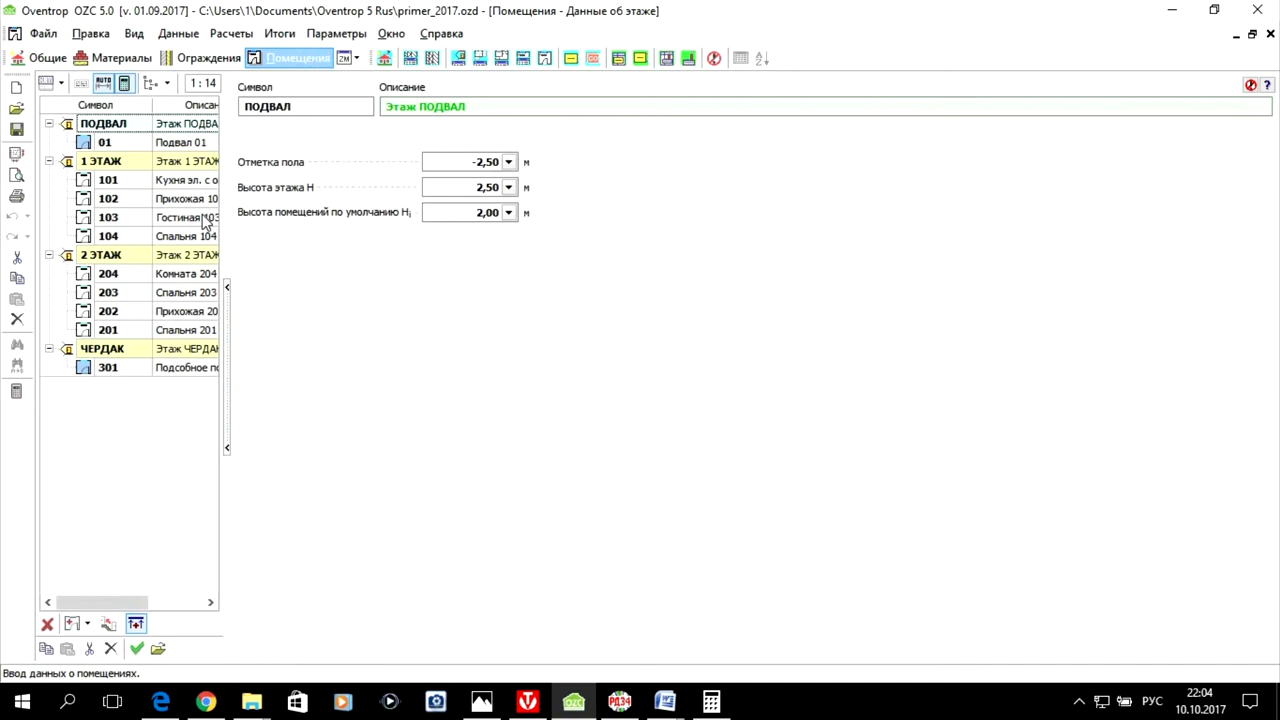 Oventrop OZC 5.0 [v. 01.09.2017] - C:\Users\1\Documents\Oventrop 5 Rus\primer_2017.ozd - [Помещения - Данные об этаже]
Файл Правка Вид Данные Расчеты Итоги Параметры Окно Справка
Общие Материалы Ограждения Помещения
AUTO 1 : 14
Символ Описан
ПОДВАЛ Этаж ПОДВА
01 Подвал 01
1 ЭТАЖ Этаж 1 ЭТАЖ
101 Кухня эл. с о
102 Прихожая 10
103 Гостиная 103
104 Спальня 104
2 ЭТАЖ Этаж 2 ЭТАЖ
204 Комната 204
203 Спальня 203
202 Прихожая 20
201 Спальня 201
ЧЕРДАК Этаж ЧЕРДАК
301 Подсобное по
Символ Описание
ПОДВАЛ Этаж ПОДВАЛ
Отметка пола -2,50 м
Высота этажа H 2,50 м
Высота помещений по умолчанию Hi 2,00 м
Ввод данных о помещениях.
OZC РД34 РУС 22:04
10.10.2017